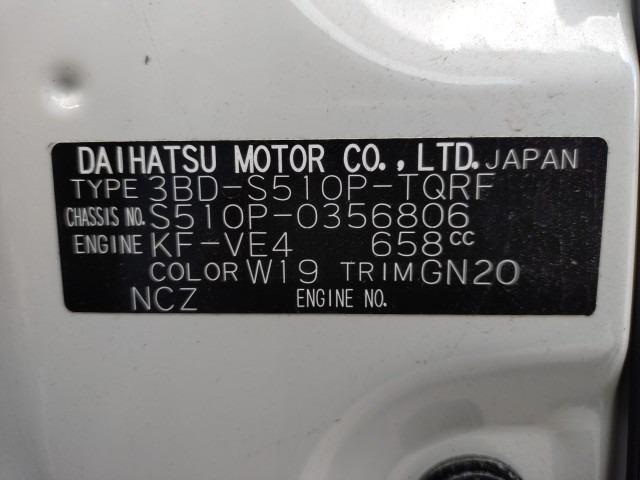 DAIHATSU MOTOR CO., LTD. JAPAN
TYPE 3BD-S510P-TQRF
CHASSIS NO. S510P-0356806
ENGINE KF-VE4 658cc
COLOR W19 TRIM GN20
NCZ ENGINE NO.